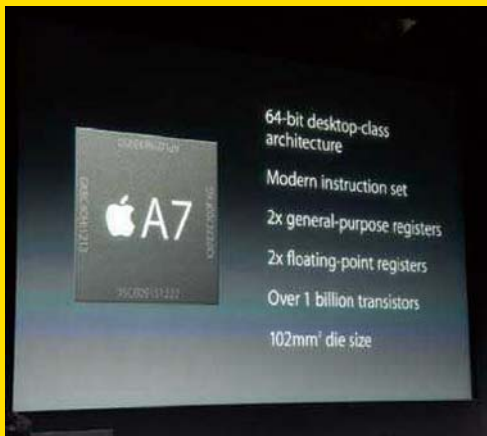 A7
64-bit desktop-class
architecture
Modern instruction set
2x general-purpose registers
2x floating-point registers
Over 1 billion transistors
102mm² die size